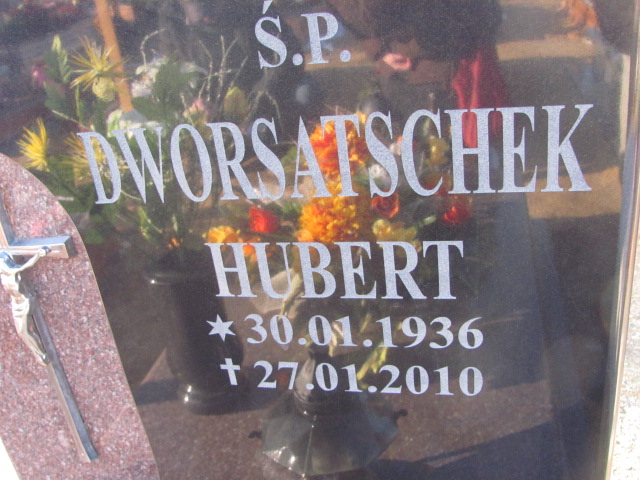 Ś.P.
DWORSATSCHEK
HUBERT
✶ 30.01.1936
✝ 27.01.2010